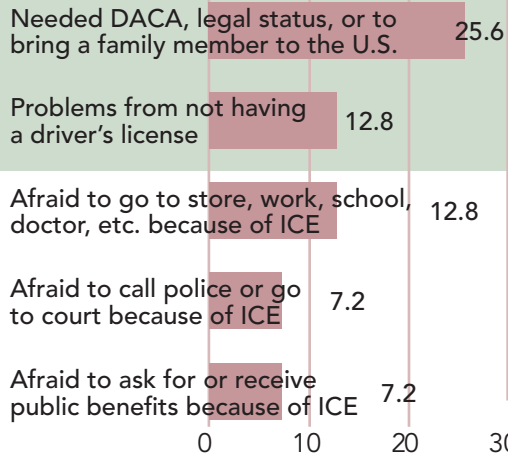 Needed DACA, legal status, or to
bring a family member to the U.S.
25.6
Problems from not having
a driver’s license
12.8
Afraid to go to store, work, school,
doctor, etc. because of ICE
12.8
Afraid to call police or go
to court because of ICE
7.2
Afraid to ask for or receive
public benefits because of ICE
7.2
0 10 20 30